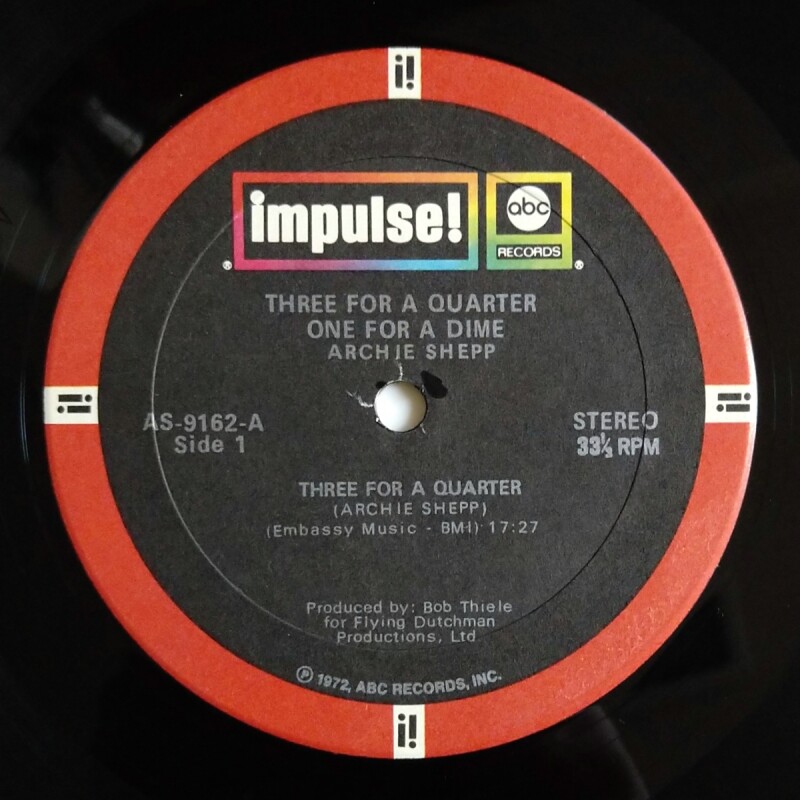 i!
impulse! abc RECORDS
® ®
THREE FOR A QUARTER
ONE FOR A DIME
ARCHIE SHEPP
i! i!
AS-9162-A STEREO
Side 1 33⅓ RPM
THREE FOR A QUARTER
(ARCHIE SHEPP)
(Embassy Music - BMI) 17:27
Produced by: Bob Thiele
for Flying Dutchman
Productions, Ltd.
Ⓟ 1972, ABC RECORDS, INC.
i!